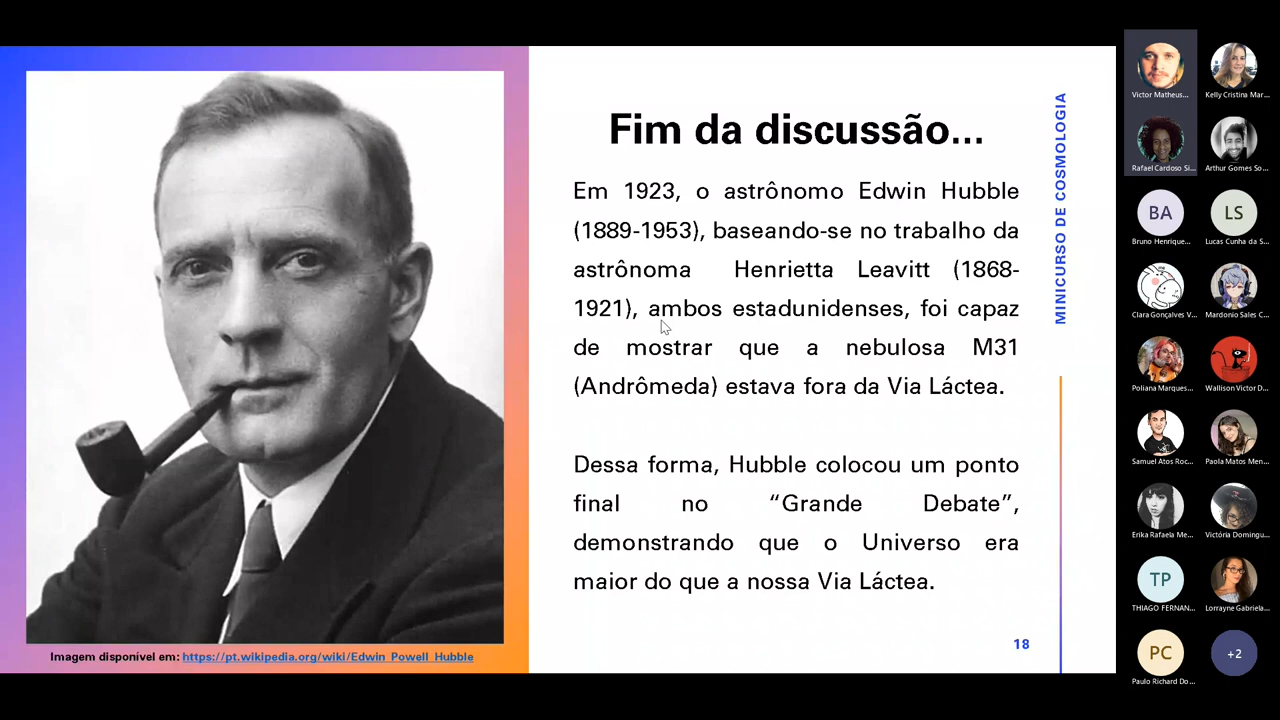 Fim da discussão...
Em 1923, o astrônomo Edwin Hubble
(1889-1953), baseando-se no trabalho da
astrônoma Henrietta Leavitt (1868-
1921), ambos estadunidenses, foi capaz
de mostrar que a nebulosa M31
(Andrômeda) estava fora da Via Láctea.
Dessa forma, Hubble colocou um ponto
final no “Grande Debate”,
demonstrando que o Universo era
maior do que a nossa Via Láctea.
18
MINICURSO DE COSMOLOGIA
Imagem disponível em: https://pt.wikipedia.org/wiki/Edwin_Powell_Hubble
Victor Matheus...
Kelly Cristina Mar...
Rafael Cardoso Si...
Arthur Gomes So...
BA
LS
Bruno Henrique...
Lucas Cunha da S...
Clara Gonçalves V...
Mardonio Sales C...
Poliana Marques...
Wallison Victor D...
Samuel Atos Roc...
Paola Matos Men...
Erika Rafaela Me...
Victória Domingu...
TP
THIAGO FERNAN...
Lorrayne Gabriela...
PC
+2
Paulo Richard Do...